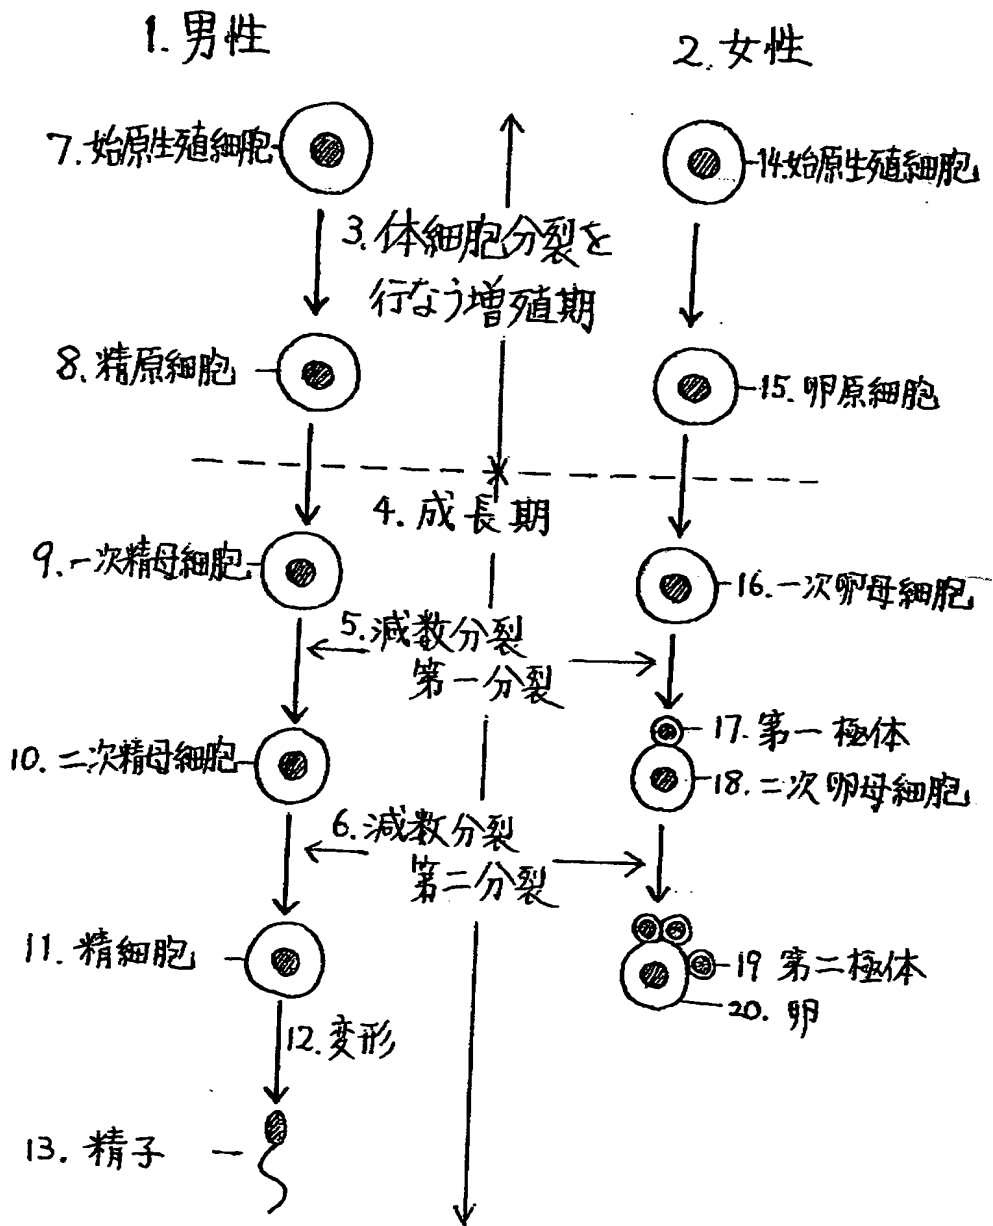 1. 男性
2. 女性
7. 始原生殖細胞
14. 始原生殖細胞
3. 体細胞分裂を
行なう増殖期
8. 精原細胞
15. 卵原細胞
4. 成長期
9. 一次精母細胞
16. 一次卵母細胞
5. 減数分裂
第一分裂
17. 第一極体
10. 二次精母細胞
18. 二次卵母細胞
6. 減数分裂
第二分裂
11. 精細胞
19 第二極体
20. 卵
12. 変形
13. 精子